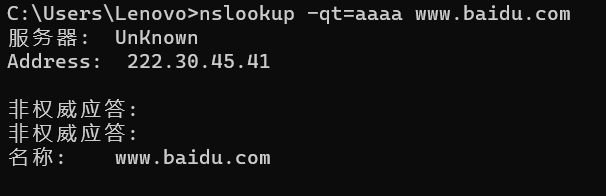 C:\Users\Lenovo>nslookup -qt=aaaa www.baidu.com
服务器:  UnKnown
Address:  222.30.45.41

非权威应答:
非权威应答:
名称:    www.baidu.com